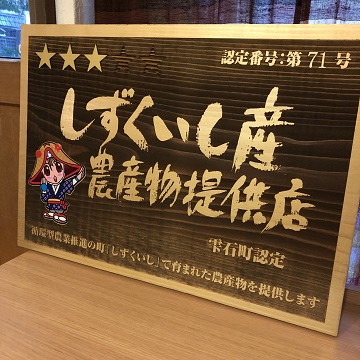 認定番号:第71号
★★★
しずくいし産
農産物提供店
雫石町認定
循環型農業推進の町「しずくいし」で育まれた農産物を提供します